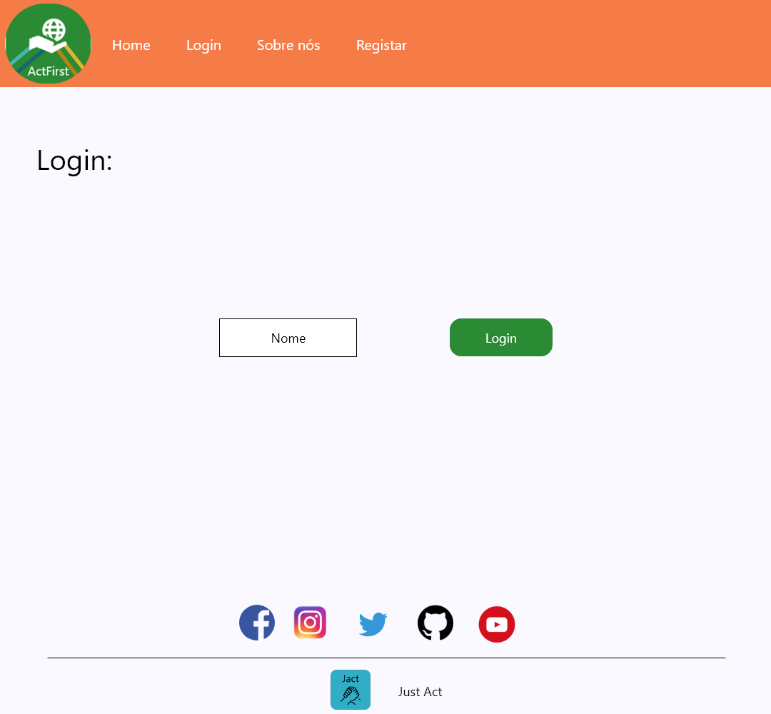 ActFirst
Home Login Sobre nós Registar
Login:
Nome Login
Jact
Just Act